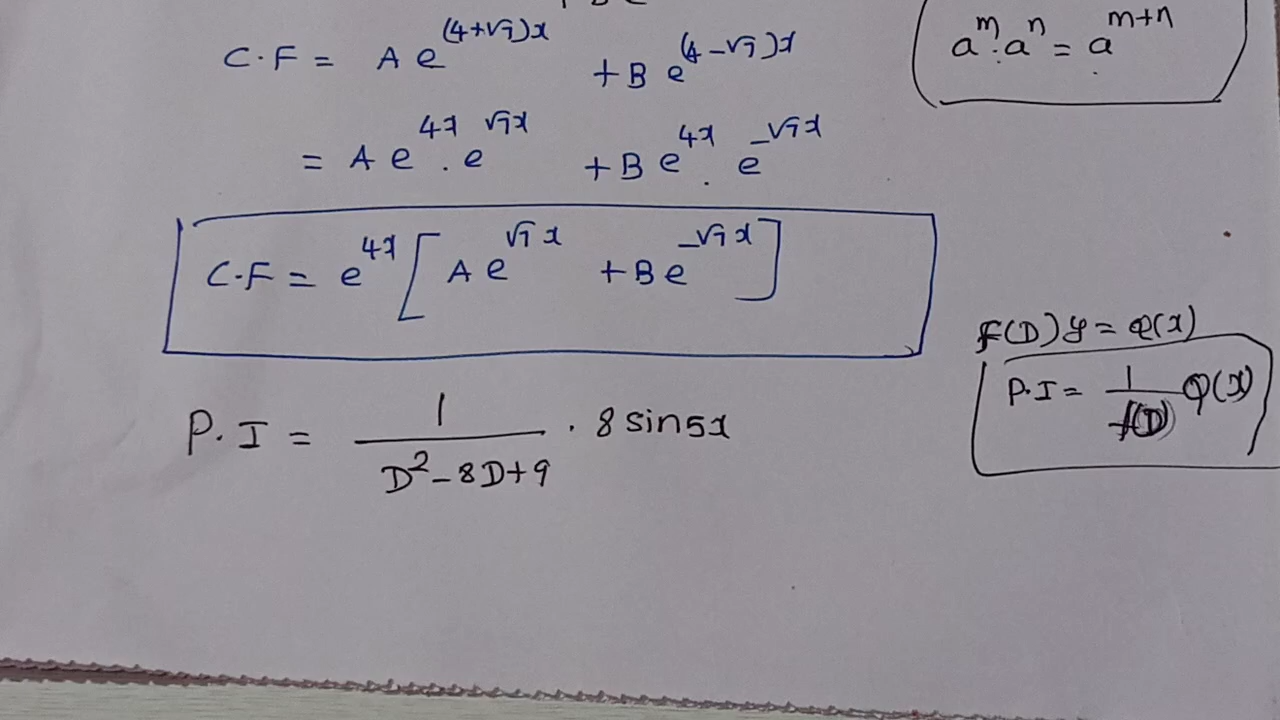 C.F = A e^(4+√7)x + B e^(4-√7)x
a^m . a^n = a^m+n
= A e^4x . e^√7x + B e^4x . e^-√7x
C.F = e^4x [ A e^√7x + B e^-√7x ]
F(D) y = Q(x)
P.I = 1/f(D) Q(x)
P.I = 1/(D²-8D+9) . 8 sin5x